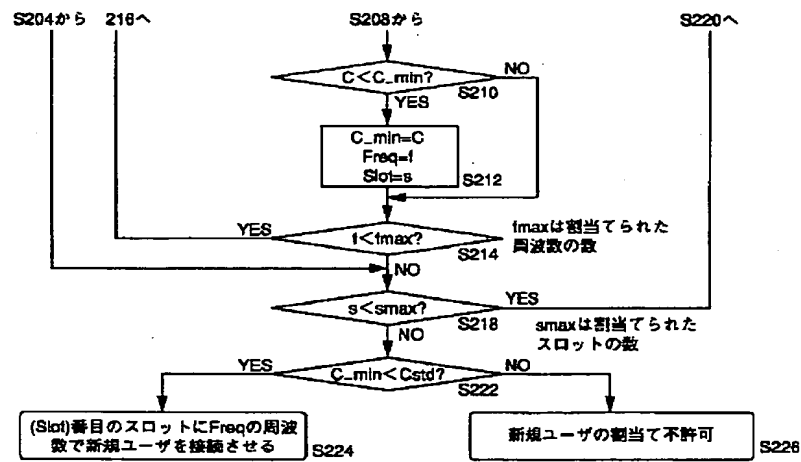 S204から
216へ
S208から
S220へ
C<C_min?
NO
S210
YES
C_min=C
Freq=f
Slot=s
S212
YES
f<fmax?
S214
fmaxは割当てられた
周波数の数
NO
s<smax?
YES
S218
smaxは割当てられた
スロットの数
NO
YES
C_min<Cstd?
NO
S222
(Slot)番目のスロットにFreqの周波
数で新規ユーザを接続させる
S224
新規ユーザの割当て不許可
S226